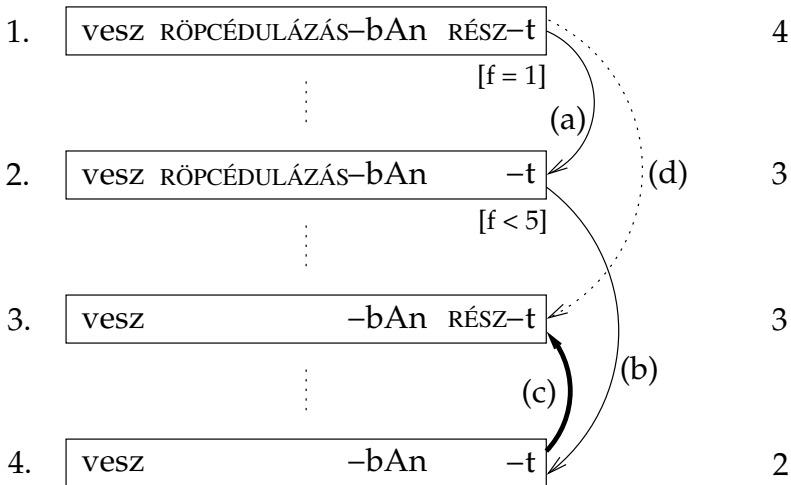 1. vesz RÖPCÉDULÁZÁS–bAn RÉSZ–t 4
[f = 1]
(a)
2. vesz RÖPCÉDULÁZÁS–bAn –t (d) 3
[f < 5]
3. vesz –bAn RÉSZ–t 3
(c) (b)
4. vesz –bAn –t 2